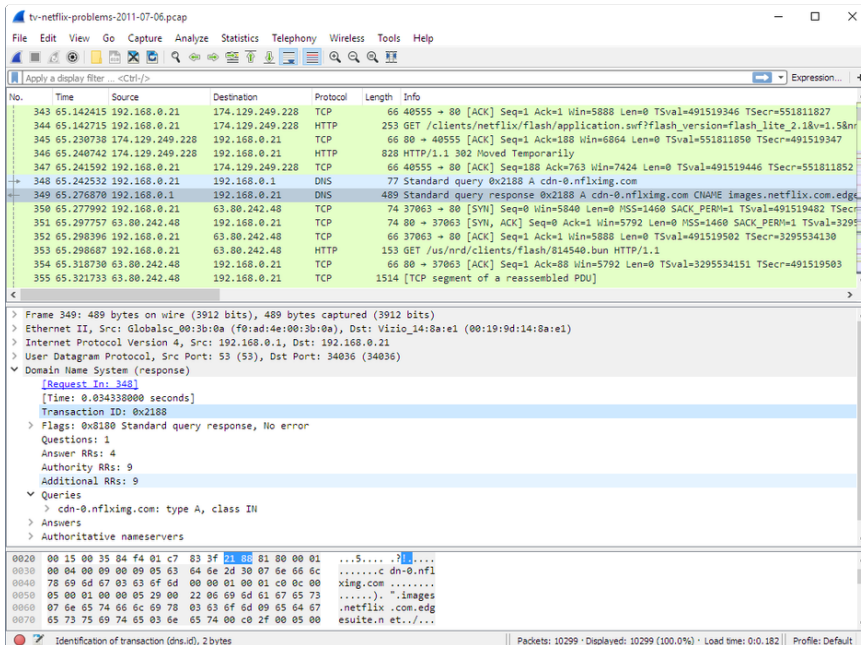 tv-netflix-problems-2011-07-06.pcap
File Edit View Go Capture Analyze Statistics Telephony Wireless Tools Help
Apply a display filter ... <Ctrl-/> Expression... +
No. Time Source Destination Protocol Length Info
343 65.142415 192.168.0.21 174.129.249.228 TCP 66 40555 → 80 [ACK] Seq=1 Ack=1 Win=5888 Len=0 TSval=491519346 TSecr=551811827
344 65.142715 192.168.0.21 174.129.249.228 HTTP 253 GET /clients/netflix/flash/application.swf?flash_version=flash_lite_2.1&v=1.5&nr
345 65.230738 174.129.249.228 192.168.0.21 TCP 66 80 → 40555 [ACK] Seq=1 Ack=188 Win=6864 Len=0 TSval=551811850 TSecr=491519347
346 65.240742 174.129.249.228 192.168.0.21 HTTP 828 HTTP/1.1 302 Moved Temporarily
347 65.241592 192.168.0.21 174.129.249.228 TCP 66 40555 → 80 [ACK] Seq=188 Ack=763 Win=7424 Len=0 TSval=491519446 TSecr=551811852
348 65.242532 192.168.0.21 192.168.0.1 DNS 77 Standard query 0x2188 A cdn-0.nflximg.com
349 65.276870 192.168.0.1 192.168.0.21 DNS 489 Standard query response 0x2188 A cdn-0.nflximg.com CNAME images.netflix.com.edge
350 65.277992 192.168.0.21 63.80.242.48 TCP 74 37063 → 80 [SYN] Seq=0 Win=5840 Len=0 MSS=1460 SACK_PERM=1 TSval=491519482 TSecr
351 65.297757 63.80.242.48 192.168.0.21 TCP 74 80 → 37063 [SYN, ACK] Seq=0 Ack=1 Win=5792 Len=0 MSS=1460 SACK_PERM=1 TSval=3295
352 65.298396 192.168.0.21 63.80.242.48 TCP 66 37063 → 80 [ACK] Seq=1 Ack=1 Win=5888 Len=0 TSval=491519502 TSecr=3295534130
353 65.298687 192.168.0.21 63.80.242.48 HTTP 153 GET /us/nrd/clients/flash/814540.bun HTTP/1.1
354 65.318730 63.80.242.48 192.168.0.21 TCP 66 80 → 37063 [ACK] Seq=1 Ack=88 Win=5792 Len=0 TSval=3295534151 TSecr=491519503
355 65.321733 63.80.242.48 192.168.0.21 TCP 1514 [TCP segment of a reassembled PDU]
Frame 349: 489 bytes on wire (3912 bits), 489 bytes captured (3912 bits)
Ethernet II, Src: Globalsc_00:3b:0a (f0:ad:4e:00:3b:0a), Dst: Vizio_14:8a:e1 (00:19:9d:14:8a:e1)
Internet Protocol Version 4, Src: 192.168.0.1, Dst: 192.168.0.21
User Datagram Protocol, Src Port: 53 (53), Dst Port: 34036 (34036)
Domain Name System (response)
[Request In: 348]
[Time: 0.034338000 seconds]
Transaction ID: 0x2188
Flags: 0x8180 Standard query response, No error
Questions: 1
Answer RRs: 4
Authority RRs: 9
Additional RRs: 9
Queries
cdn-0.nflximg.com: type A, class IN
Answers
Authoritative nameservers
0020 00 15 00 35 84 f4 01 c7 83 3f 21 88 81 80 00 01 ...5.... .?!.....
0030 00 04 00 09 00 09 05 63 64 6e 2d 30 07 6e 66 6c .......c dn-0.nfl
0040 78 69 6d 67 03 63 6f 6d 00 00 01 00 01 c0 0c 00 ximg.com ........
0050 05 00 01 00 00 05 29 00 22 06 69 6d 61 67 65 73 ......). ".images
0060 07 6e 65 74 66 6c 69 78 03 63 6f 6d 09 65 64 67 .netflix .com.edg
0070 65 73 75 69 74 65 03 6e 65 74 00 c0 2f 00 05 00 esuite.n et../...
Identification of transaction (dns.id), 2 bytes Packets: 10299 · Displayed: 10299 (100.0%) · Load time: 0:0.182 Profile: Default